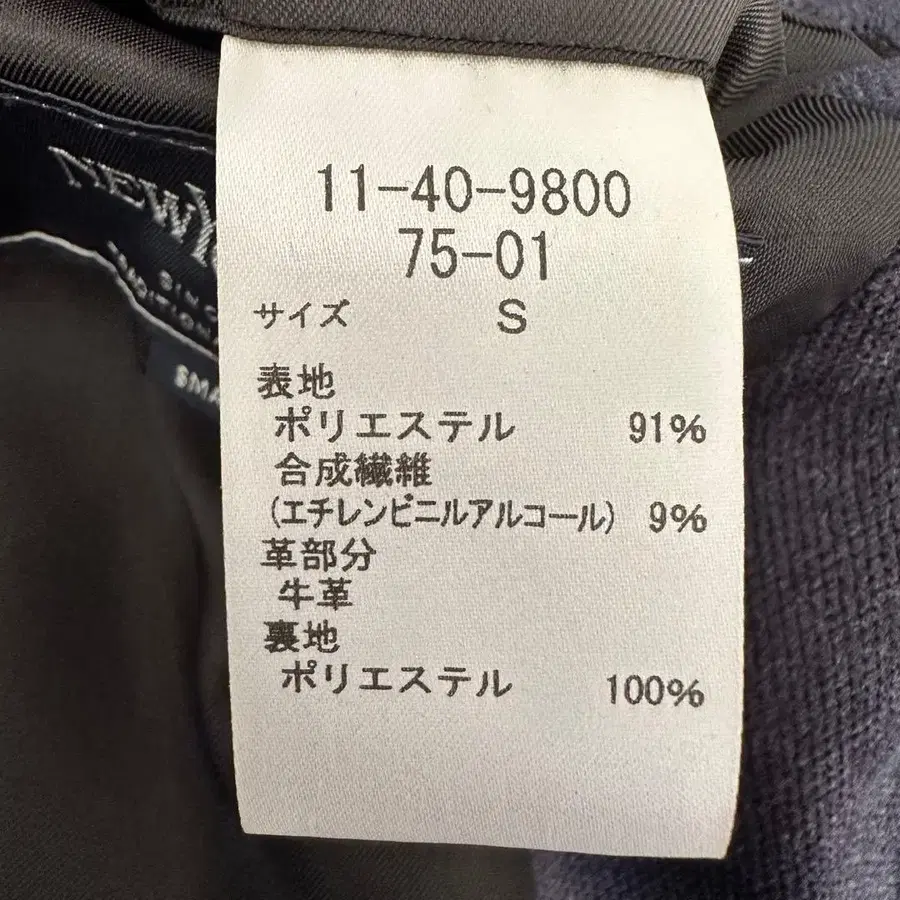 11-40-9800
75-01
サイズ S
表地
ポリエステル 91%
合成繊維
(エチレンビニルアルコール) 9%
革部分
牛革
裏地
ポリエステル 100%
NEW